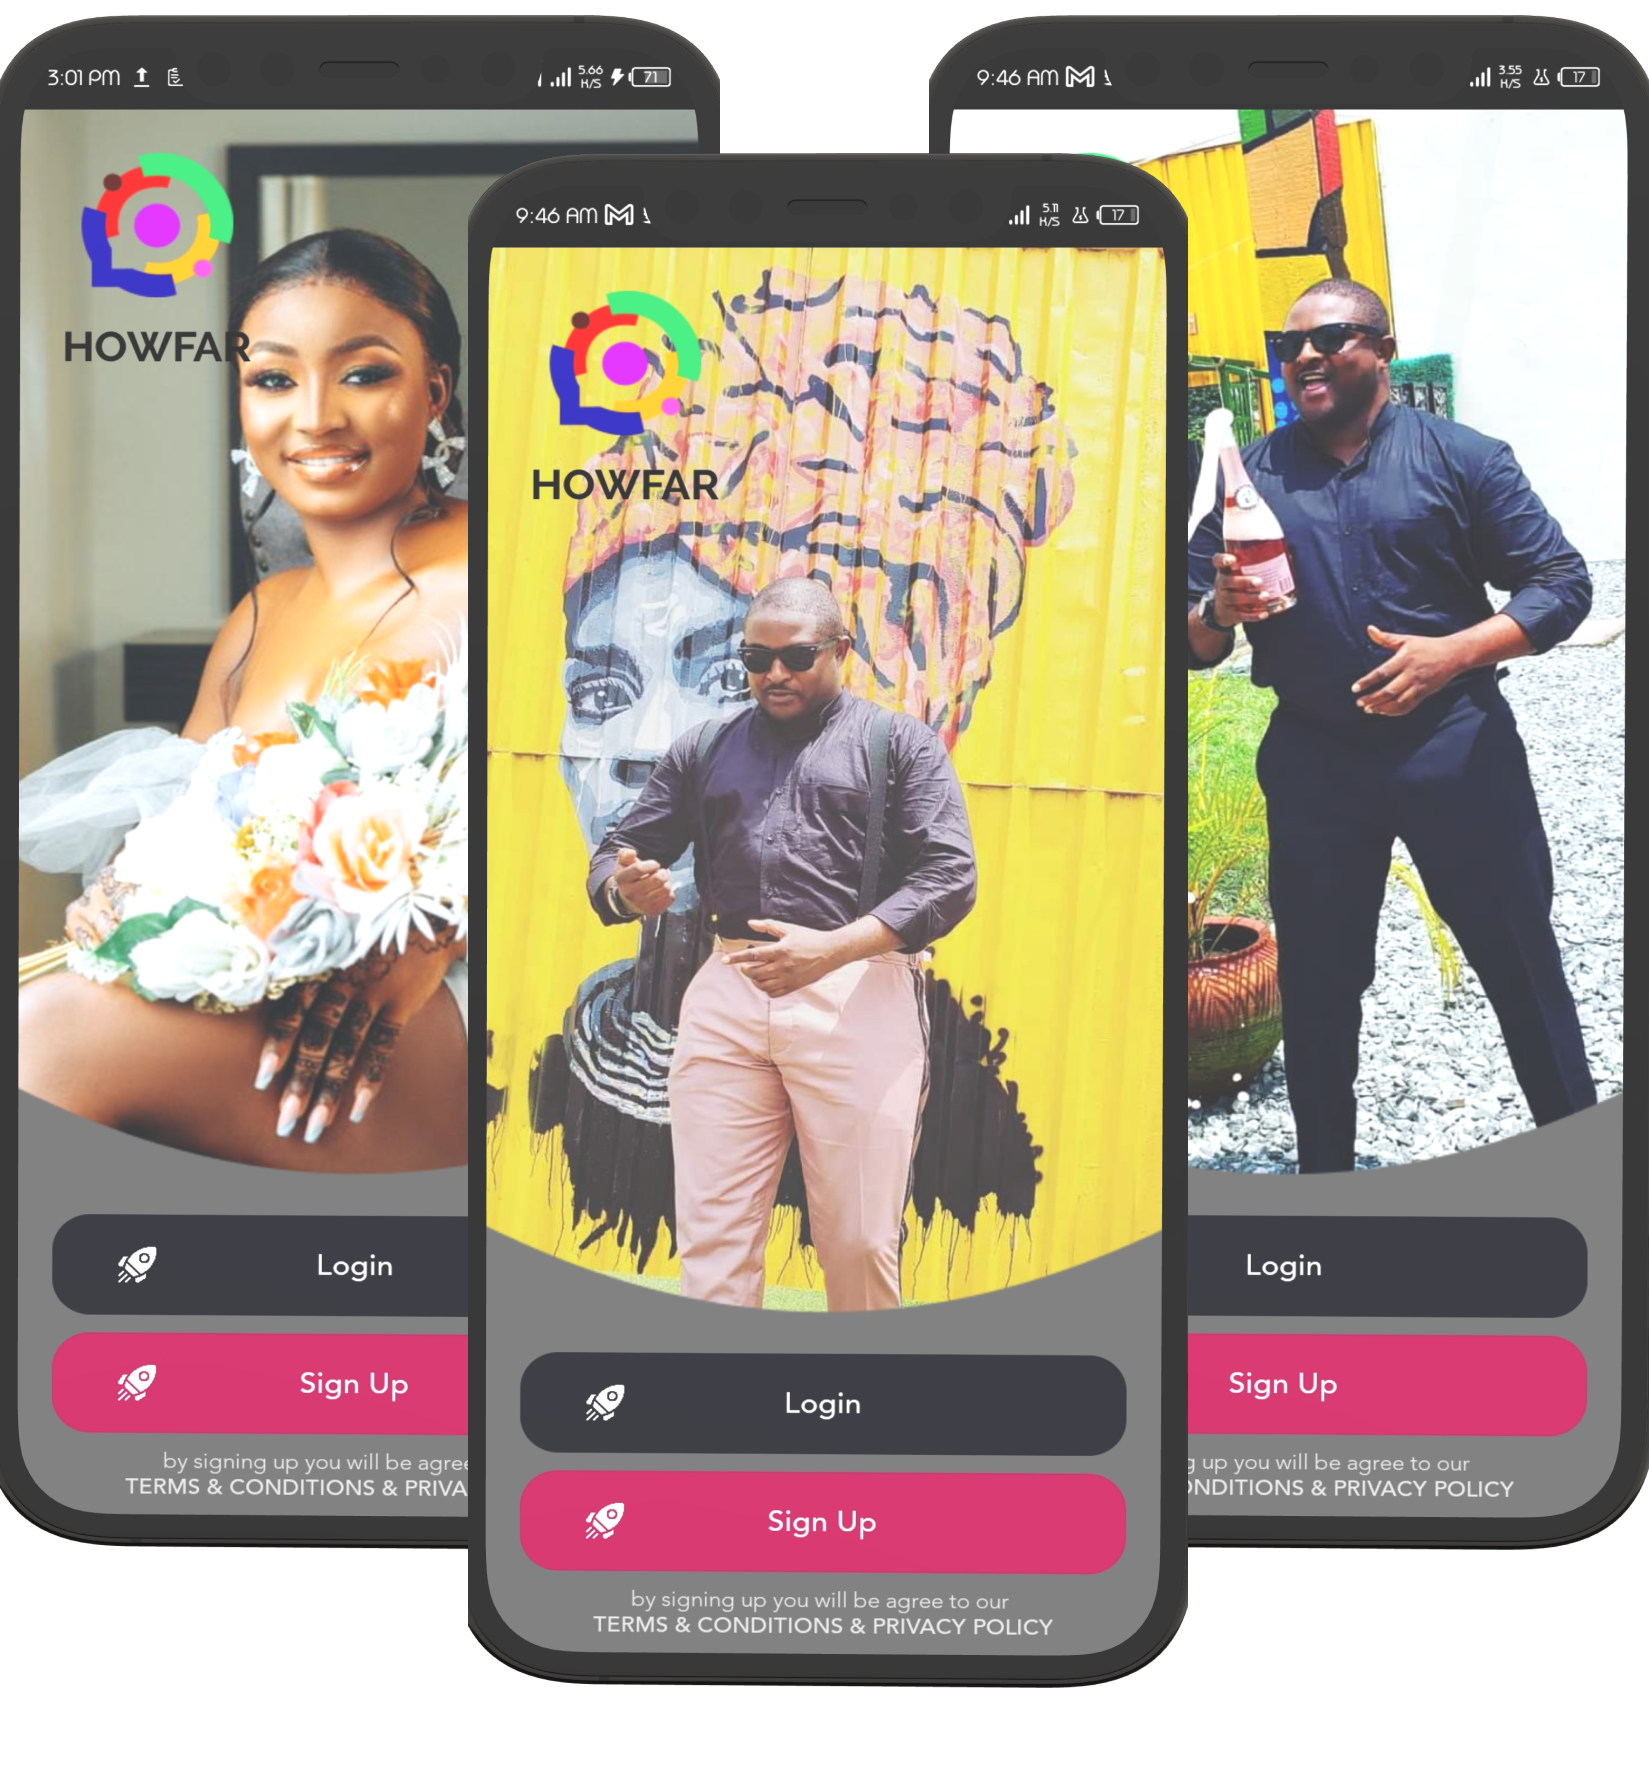 3:01 PM
5.66
K/S
71
HOWFAR
Login
Sign Up
by signing up you will be agree
TERMS & CONDITIONS & PRIVA
9:46 AM
5.11
K/S
17
HOWFAR
Login
Sign Up
by signing up you will be agree to our
TERMS & CONDITIONS & PRIVACY POLICY
9:46 AM
3.55
K/S
17
Login
Sign Up
g up you will be agree to our
ONDITIONS & PRIVACY POLICY